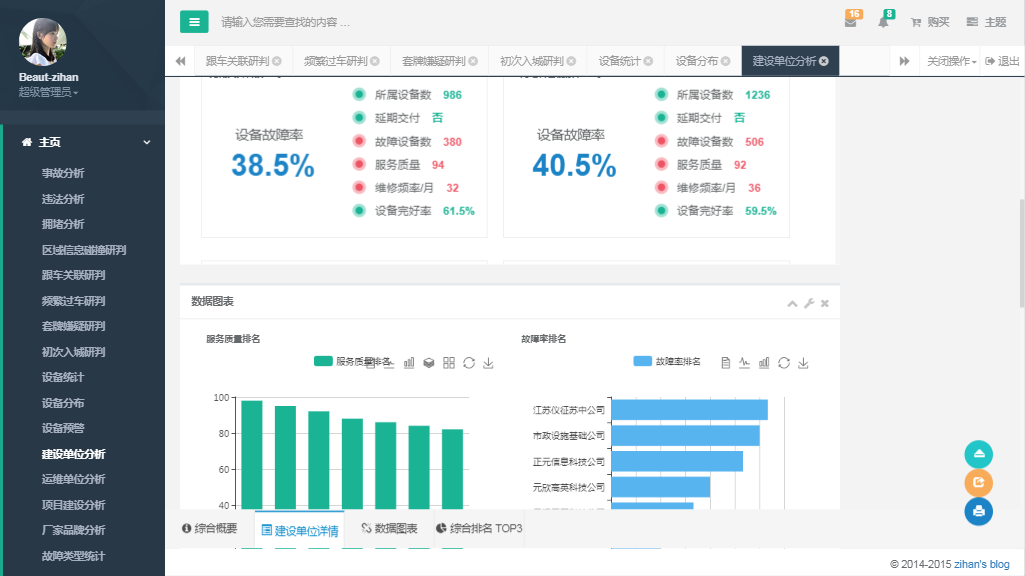 Beaut-zihan
超级管理员
主页
事故分析
违法分析
拥堵分析
区域信息碰撞研判
跟车关联研判
频繁过车研判
套牌嫌疑研判
初次入城研判
设备统计
设备分布
设备预警
建设单位分析
运维单位分析
项目建设分析
厂家品牌分析
故障类型统计
请输入您需要查找的内容 …
16
8
购买
主题
跟车关联研判
频繁过车研判
套牌嫌疑研判
初次入城研判
设备统计
设备分布
建设单位分析
关闭操作
退出
设备故障率
38.5%
所属设备数 986
延期交付 否
故障设备数 380
服务质量 94
维修频率/月 32
设备完好率 61.5%
设备故障率
40.5%
所属设备数 1236
延期交付 否
故障设备数 506
服务质量 92
维修频率/月 36
设备完好率 59.5%
数据图表
服务质量排名
服务质量排名
100
80
60
40
故障率排名
故障率排名
江苏仪征苏中公司
市政设施基础公司
正元信息科技公司
元欣高英科技公司
综合概要
建设单位详情
数据图表
综合排名 TOP3
© 2014-2015 zihan's blog